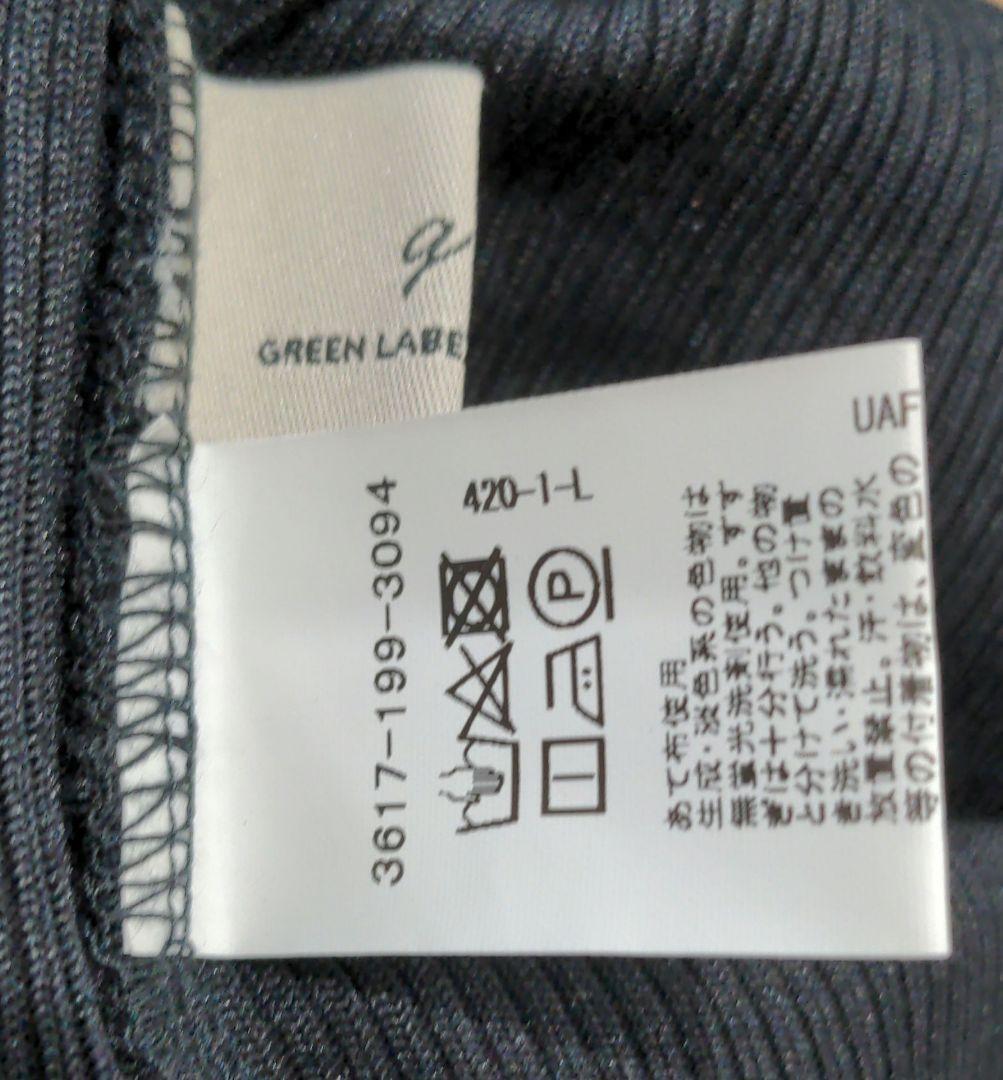 g
GREEN LABE
3617-199-3094
420-1-L
P
あて布使用
生成・淡色系の色物は
無蛍光洗剤使用。すす
ぎは十分行う。他の物
と分けて洗う。つけ置
き洗い・濡れたままの
放置禁止。汗・飲料水
等の付着物は、変色の
UAF